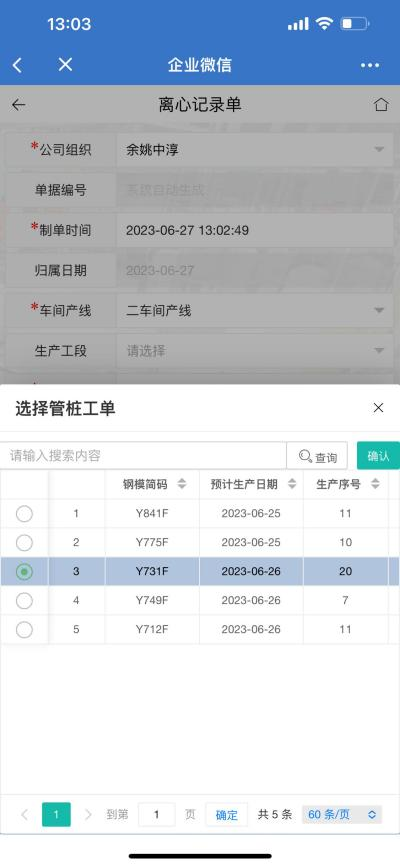 13:03
企业微信
离心记录单
*公司组织 余姚中淳
单据编号 系统自动生成
*制单时间 2023-06-27 13:02:49
归属日期 2023-06-27
*车间产线 二车间产线
生产工段 请选择
选择管桩工单
请输入搜索内容 查询 确认
钢模简码 预计生产日期 生产序号
1 Y841F 2023-06-25 11
2 Y775F 2023-06-25 10
3 Y731F 2023-06-26 20
4 Y749F 2023-06-26 7
5 Y712F 2023-06-26 11
1 到第 1 页 确定 共 5 条 60 条/页